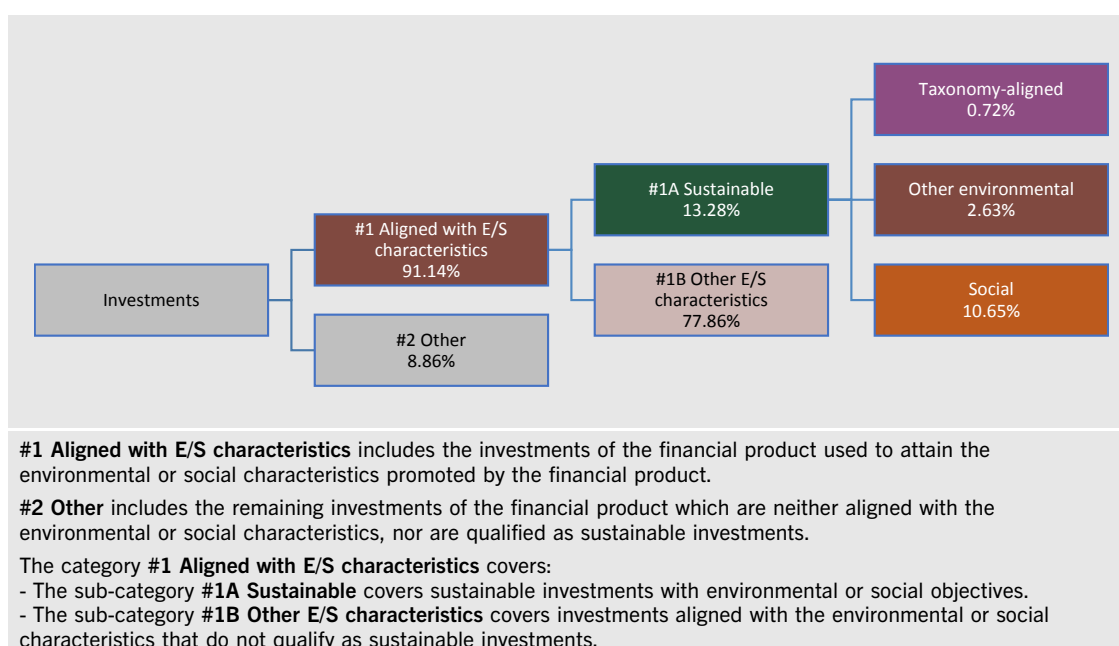 Taxonomy-aligned
0.72%
#1A Sustainable
13.28%
Other environmental
2.63%
#1 Aligned with E/S
characteristics
91.14%
Investments
#1B Other E/S
characteristics
77.86%
Social
10.65%
#2 Other
8.86%
#1 Aligned with E/S characteristics includes the investments of the financial product used to attain the
environmental or social characteristics promoted by the financial product.
#2 Other includes the remaining investments of the financial product which are neither aligned with the
environmental or social characteristics, nor are qualified as sustainable investments.
The category #1 Aligned with E/S characteristics covers:
- The sub-category #1A Sustainable covers sustainable investments with environmental or social objectives.
- The sub-category #1B Other E/S characteristics covers investments aligned with the environmental or social
characteristics that do not qualify as sustainable investments.